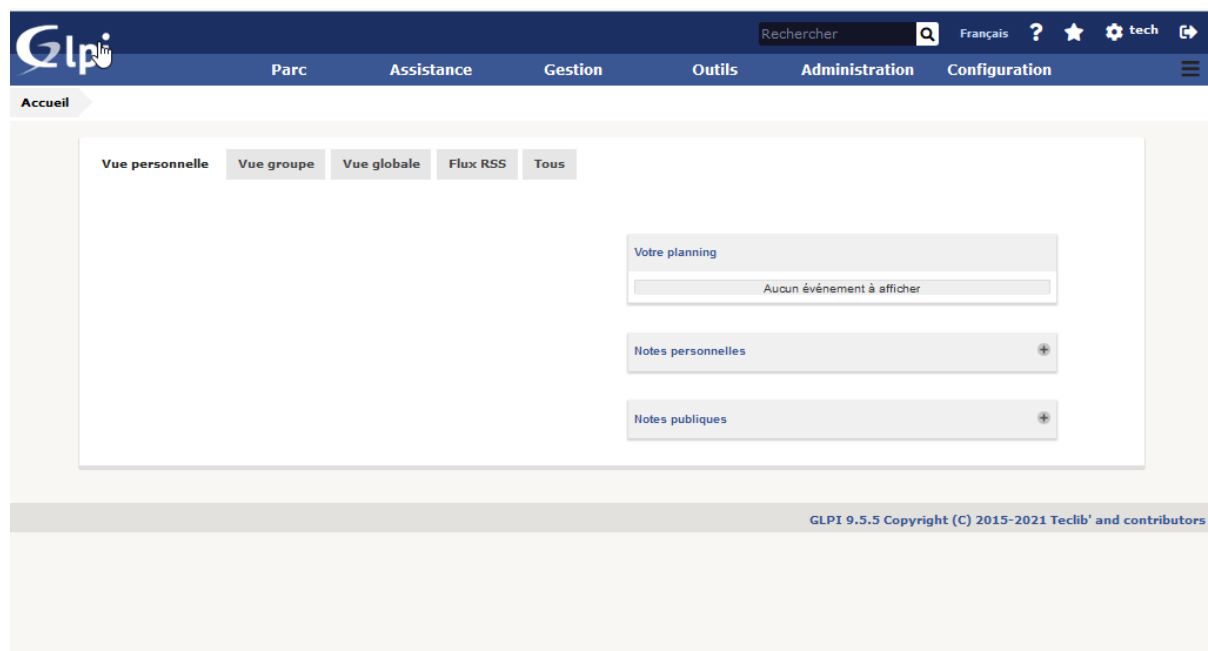 Glpi
Rechercher Français ? tech
Parc Assistance Gestion Outils Administration Configuration
Accueil
Vue personnelle Vue groupe Vue globale Flux RSS Tous
Votre planning
Aucun événement à afficher
Notes personnelles
Notes publiques
GLPI 9.5.5 Copyright (C) 2015-2021 Teclib' and contributors